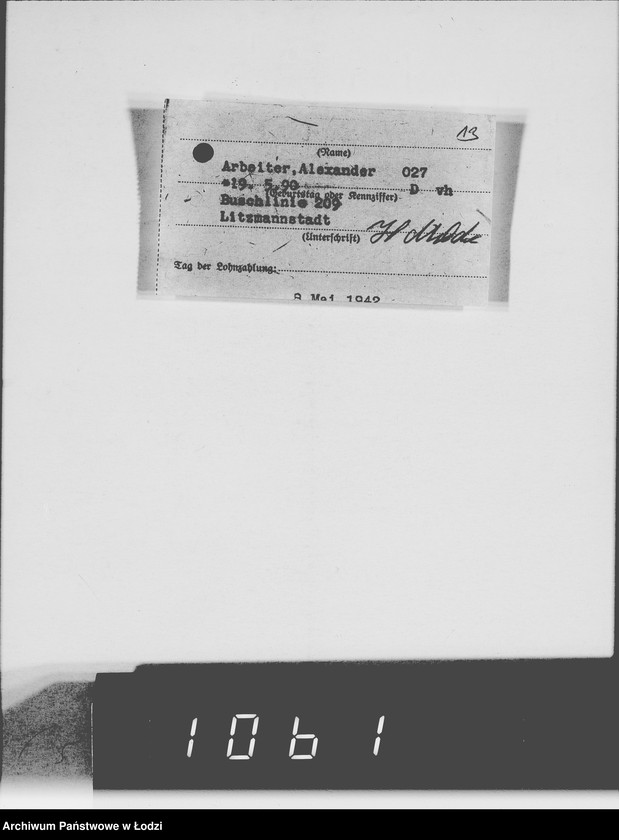 13
(Name)
Arbeiter,Alexander 027
*19. 5.90 D vh
(Geburtstag oder Kennziffer)
Buschlinie 209
Litzmannstadt
(Unterschrift)
Tag der Lohnzahlung:
8 Mai 1942
1061
Archiwum Państwowe w Łodzi